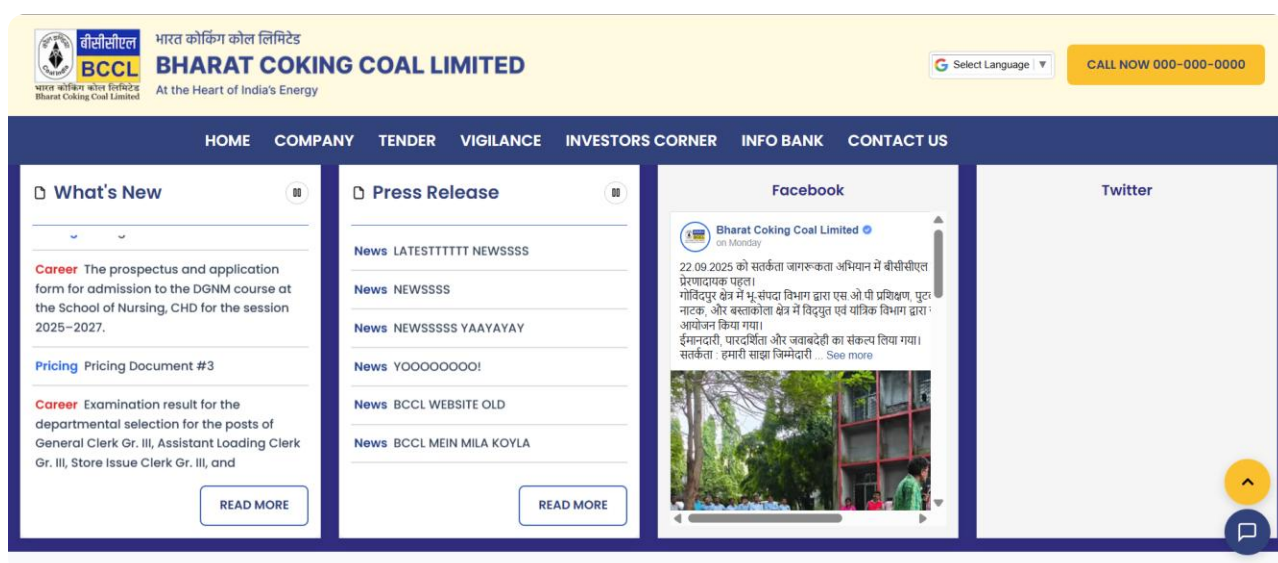 बीसीसीएल
BCCL
भारत कोकिंग कोल लिमिटेड
Bharat Coking Coal Limited
भारत कोकिंग कोल लिमिटेड
BHARAT COKING COAL LIMITED
At the Heart of India's Energy
Select Language ▼
CALL NOW 000-000-0000
HOME COMPANY TENDER VIGILANCE INVESTORS CORNER INFO BANK CONTACT US
What's New
Career The prospectus and application
form for admission to the DGNM course at
the School of Nursing, CHD for the session
2025–2027.
Pricing Pricing Document #3
Career Examination result for the
departmental selection for the posts of
General Clerk Gr. III, Assistant Loading Clerk
Gr. III, Store Issue Clerk Gr. III, and
READ MORE
Press Release
News LATESTTTTTT NEWSSSS
News NEWSSSS
News NEWSSSSS YAAYAYAY
News YOOOOOOOO!
News BCCL WEBSITE OLD
News BCCL MEIN MILA KOYLA
READ MORE
Facebook
Bharat Coking Coal Limited
on Monday
22.09.2025 को सतर्कता जागरूकता अभियान में बीसीसीएल
प्रेरणादायक पहल।
गोविंदपुर क्षेत्र में भू-संपदा विभाग द्वारा एस.ओ.पी प्रशिक्षण,
नाटक, और बस्ताकोला क्षेत्र में विद्युत एवं यांत्रिक विभाग द्वारा
आयोजन किया गया।
ईमानदारी, पारदर्शिता और जवाबदेही का संकल्प लिया गया।
सतर्कता : हमारी साझा जिम्मेदारी ... See more
Twitter